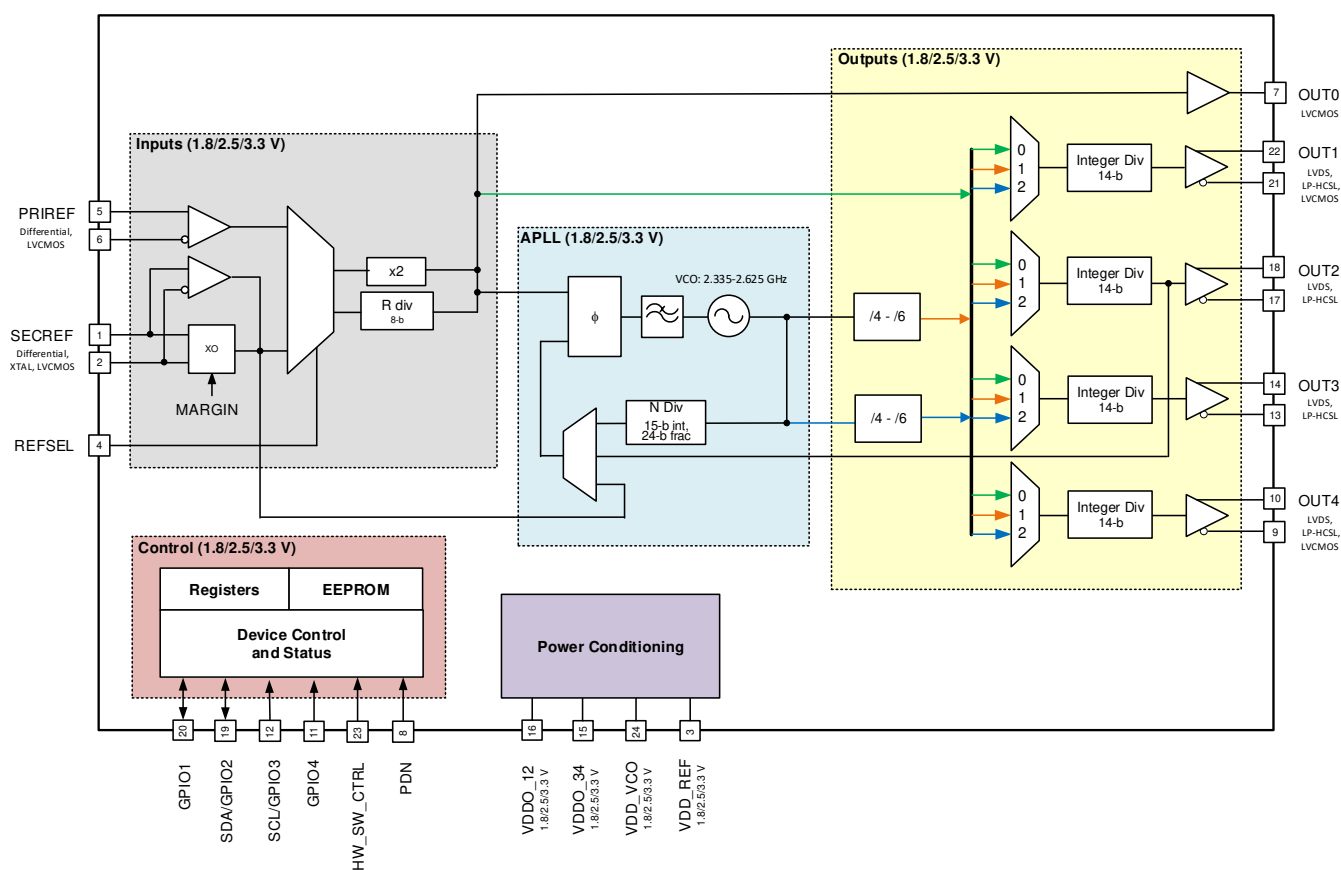 Outputs (1.8/2.5/3.3 V)
7
OUT0
LVCMOS
Inputs (1.8/2.5/3.3 V)
0
1
2
Integer Div
14-b
22
21
OUT1
LVDS,
LP-HCSL,
LVCMOS
PRIREF
Differential,
LVCMOS
5
6
x2
R div
8-b
SECREF
Differential,
XTAL, LVCMOS
1
2
XO
MARGIN
REFSEL
4
APLL (1.8/2.5/3.3 V)
VCO: 2.335-2.625 GHz
ϕ
N Div
15-b int,
24-b frac
/4 - /6
/4 - /6
0
1
2
Integer Div
14-b
18
17
OUT2
LVDS,
LP-HCSL
0
1
2
Integer Div
14-b
14
13
OUT3
LVDS,
LP-HCSL
0
1
2
Integer Div
14-b
10
9
OUT4
LVDS,
LP-HCSL,
LVCMOS
Control (1.8/2.5/3.3 V)
Registers
EEPROM
Device Control
and Status
20
19
12
11
23
8
GPIO1
SDA/GPIO2
SCL/GPIO3
GPIO4
HW_SW_CTRL
PDN
Power Conditioning
16
15
24
3
VDDO_12
1.8/2.5/3.3 V
VDDO_34
1.8/2.5/3.3 V
VDD_VCO
1.8/2.5/3.3 V
VDD_REF
1.8/2.5/3.3 V